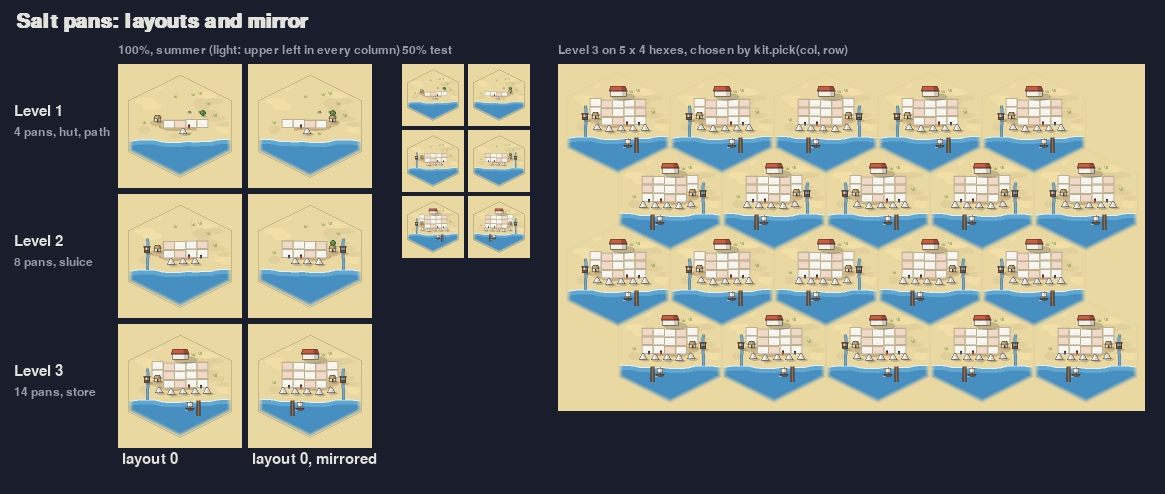 Salt pans: layouts and mirror
100%, summer (light: upper left in every column) 50% test
Level 3 on 5 x 4 hexes, chosen by kit.pick(col, row)
Level 1
4 pans, hut, path
Level 2
8 pans, sluice
Level 3
14 pans, store
layout 0
layout 0, mirrored